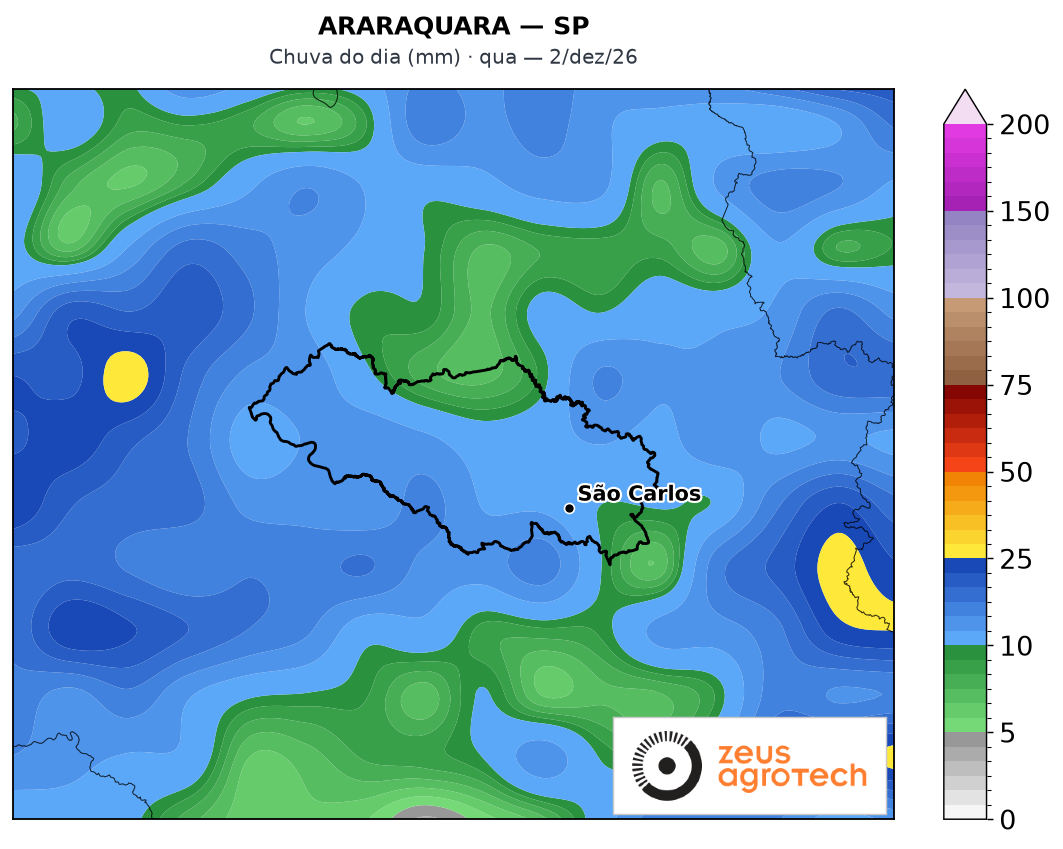 ARARAQUARA — SP
Chuva do dia (mm) · qua — 2/dez/26
200
150
100
75
50
25
10
5
0
São Carlos
zeus
agrotech